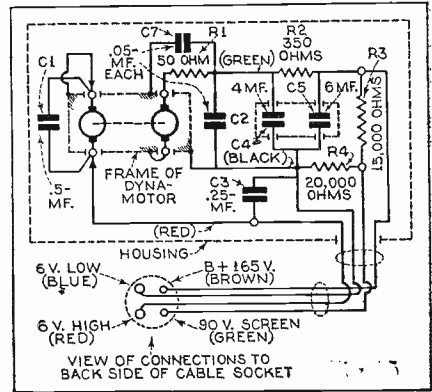 C7
R1
R2
C1
.05
MF.
EACH
50 OHM
(GREEN)
350
OHMS
R3
4 MF.
C5
6 MF.
C2
C4
(BLACK)
R4
15,000 OHMS
.5-
MF.
FRAME OF
DYNA-
MOTOR
C3
.25-
MF.
20,000
OHMS
(RED)
HOUSING
6 V. LOW
(BLUE)
B+ 165 V.
(BROWN)
6 V. HIGH
(RED)
90 V. SCREEN
(GREEN)
VIEW OF CONNECTIONS TO
BACK SIDE OF CABLE SOCKET